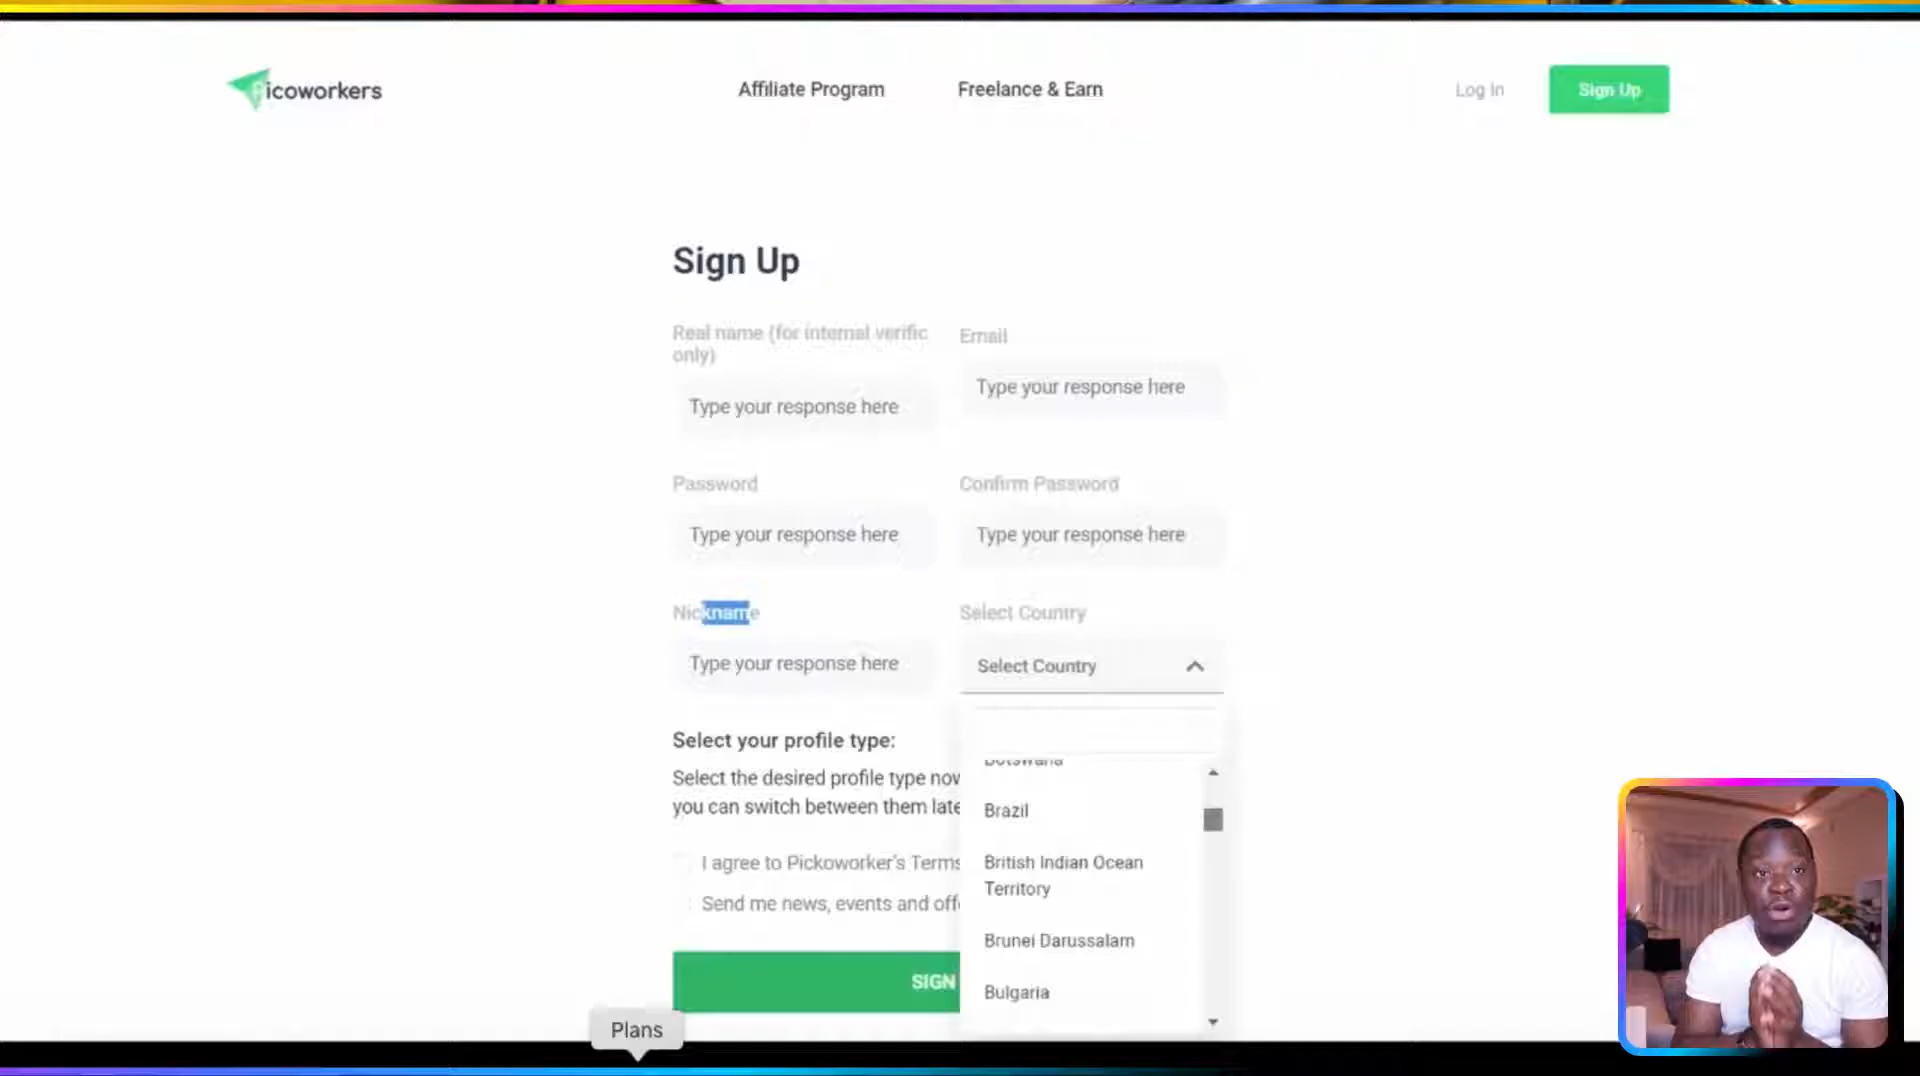 Picoworkers
Affiliate Program
Freelance & Earn
Log In
Sign Up
Sign Up
Real name (for internal verific
only)
Email
Type your response here
Type your response here
Password
Confirm Password
Type your response here
Type your response here
Nickname
Select Country
Type your response here
Select Country
Select your profile type:
Select the desired profile type now
you can switch between them late
Botswana
Brazil
British Indian Ocean
Territory
Brunei Darussalam
Bulgaria
I agree to Pickoworker's Terms
Send me news, events and offe
SIGN
Plans